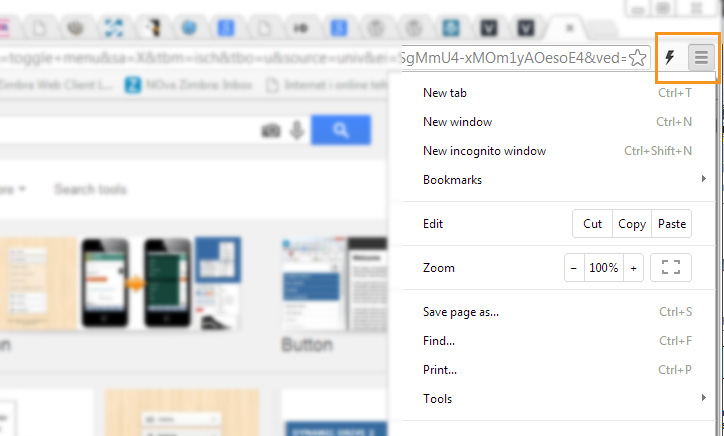 =toggle+menu&sa=X&tbm=isch&tbo=u&source=univ&ei=SgMmU4-xMOm1yAOesoE4&ved=
Zimbra Web Client L... NOva Zimbra: Inbox Internet i online
New tab Ctrl+T
New window Ctrl+N
New incognito window Ctrl+Shift+N
Bookmarks
Search tools
Edit Cut Copy Paste
Zoom − 100% +
Save page as... Ctrl+S
Find... Ctrl+F
Button
Print... Ctrl+P
Tools